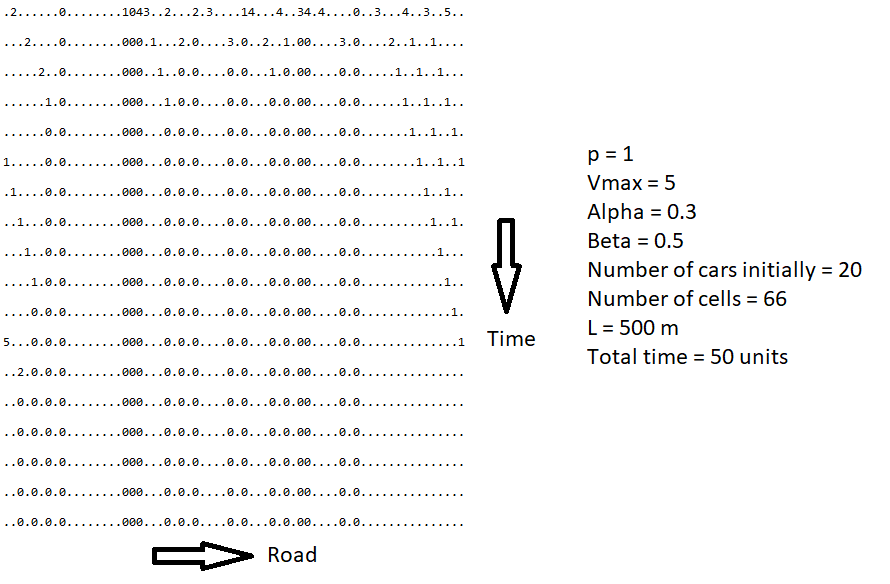 .2......0........1043..2...2.3....14...4..34.4....0..3...4..3..5..
...2....0........000.1...2.0....3.0..2..1.00....3.0....2..1..1....
.....2..0........000..1..0.0....0.0...1.0.00....0.0.....1..1..1...
......1.0........000...1.0.0....0.0...0.0.00....0.0......1..1..1..
......0.0........000...0.0.0....0.0...0.0.00....0.0.......1..1..1.
1.....0.0........000...0.0.0....0.0...0.0.00....0.0........1..1..1
.1....0.0........000...0.0.0....0.0...0.0.00....0.0.........1..1..
..1...0.0........000...0.0.0....0.0...0.0.00....0.0..........1..1.
...1..0.0........000...0.0.0....0.0...0.0.00....0.0...........1...
....1.0.0........000...0.0.0....0.0...0.0.00....0.0............1..
....0.0.0........000...0.0.0....0.0...0.0.00....0.0.............1.
5...0.0.0........000...0.0.0....0.0...0.0.00....0.0..............1
..2.0.0.0........000...0.0.0....0.0...0.0.00....0.0...............
..0.0.0.0........000...0.0.0....0.0...0.0.00....0.0...............
..0.0.0.0........000...0.0.0....0.0...0.0.00....0.0...............
..0.0.0.0........000...0.0.0....0.0...0.0.00....0.0...............
..0.0.0.0........000...0.0.0....0.0...0.0.00....0.0...............
..0.0.0.0........000...0.0.0....0.0...0.0.00....0.0...............
Road
Time
p = 1
Vmax = 5
Alpha = 0.3
Beta = 0.5
Number of cars initially = 20
Number of cells = 66
L = 500 m
Total time = 50 units